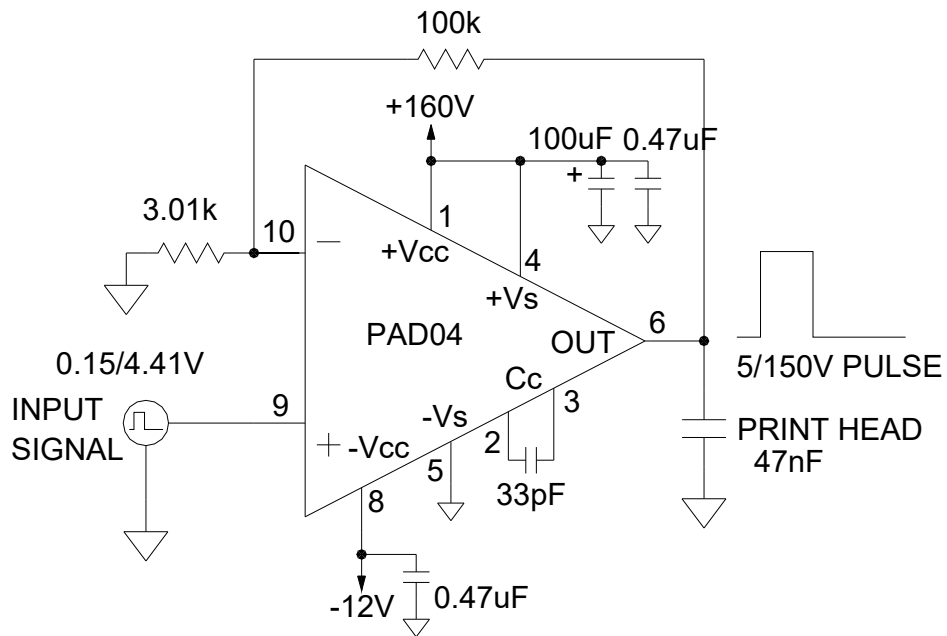 100k
+160V
100uF 0.47uF
+
3.01k
10
1
+Vcc
4
+Vs
PAD04
OUT
6
5/150V PULSE
0.15/4.41V
INPUT
SIGNAL
9
+
-Vcc
-Vs
Cc
3
2
5
8
33pF
PRINT HEAD
47nF
-12V
0.47uF